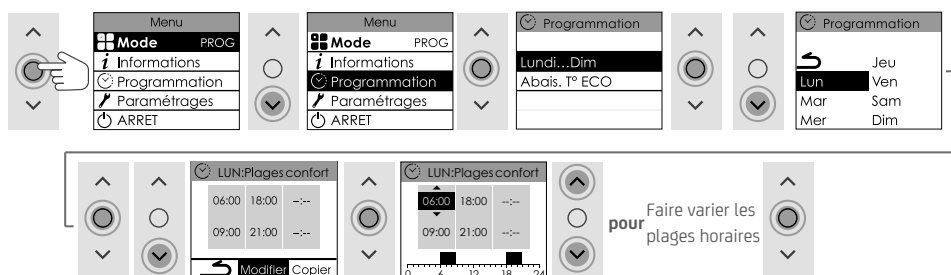 Menu
Mode PROG
Informations
Programmation
Paramétrages
ARRET
Menu
Mode PROG
i Informations
Programmation
Paramétrages
ARRET
Programmation
Lundi...Dim
Abais. T° ECO
Programmation
Jeu
Lun Ven
Mar Sam
Mer Dim
LUN:Plages confort
06:00 18:00 --:--
09:00 21:00 --:--
Modifier Copier
LUN:Plages confort
06:00 18:00 --:--
09:00 21:00 --:--
0 6 12 18 24
pour Faire varier les
plages horaires